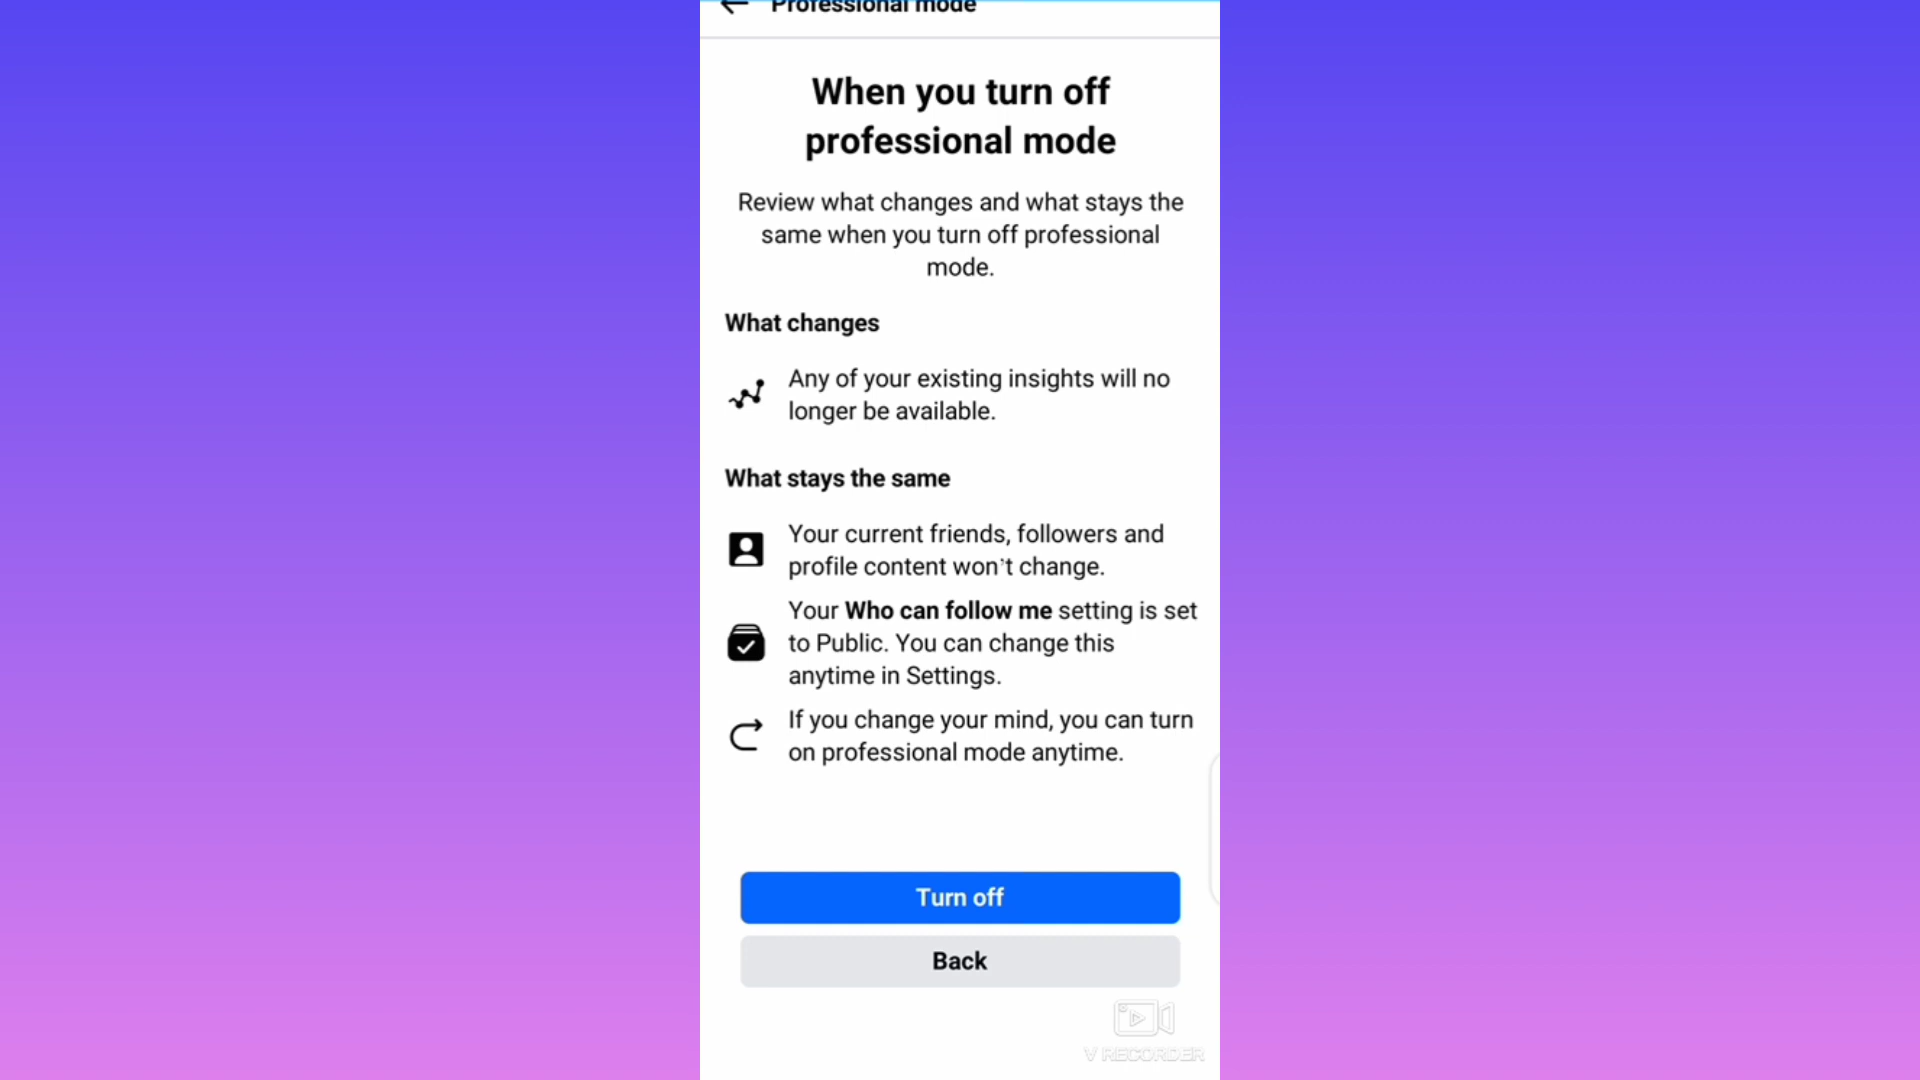 Professional mode
When you turn off
professional mode
Review what changes and what stays the
same when you turn off professional
mode.
What changes
Any of your existing insights will no
longer be available.
What stays the same
Your current friends, followers and
profile content won't change.
Your Who can follow me setting is set
to Public. You can change this
anytime in Settings.
If you change your mind, you can turn
on professional mode anytime.
Turn off
Back
V RECORDER